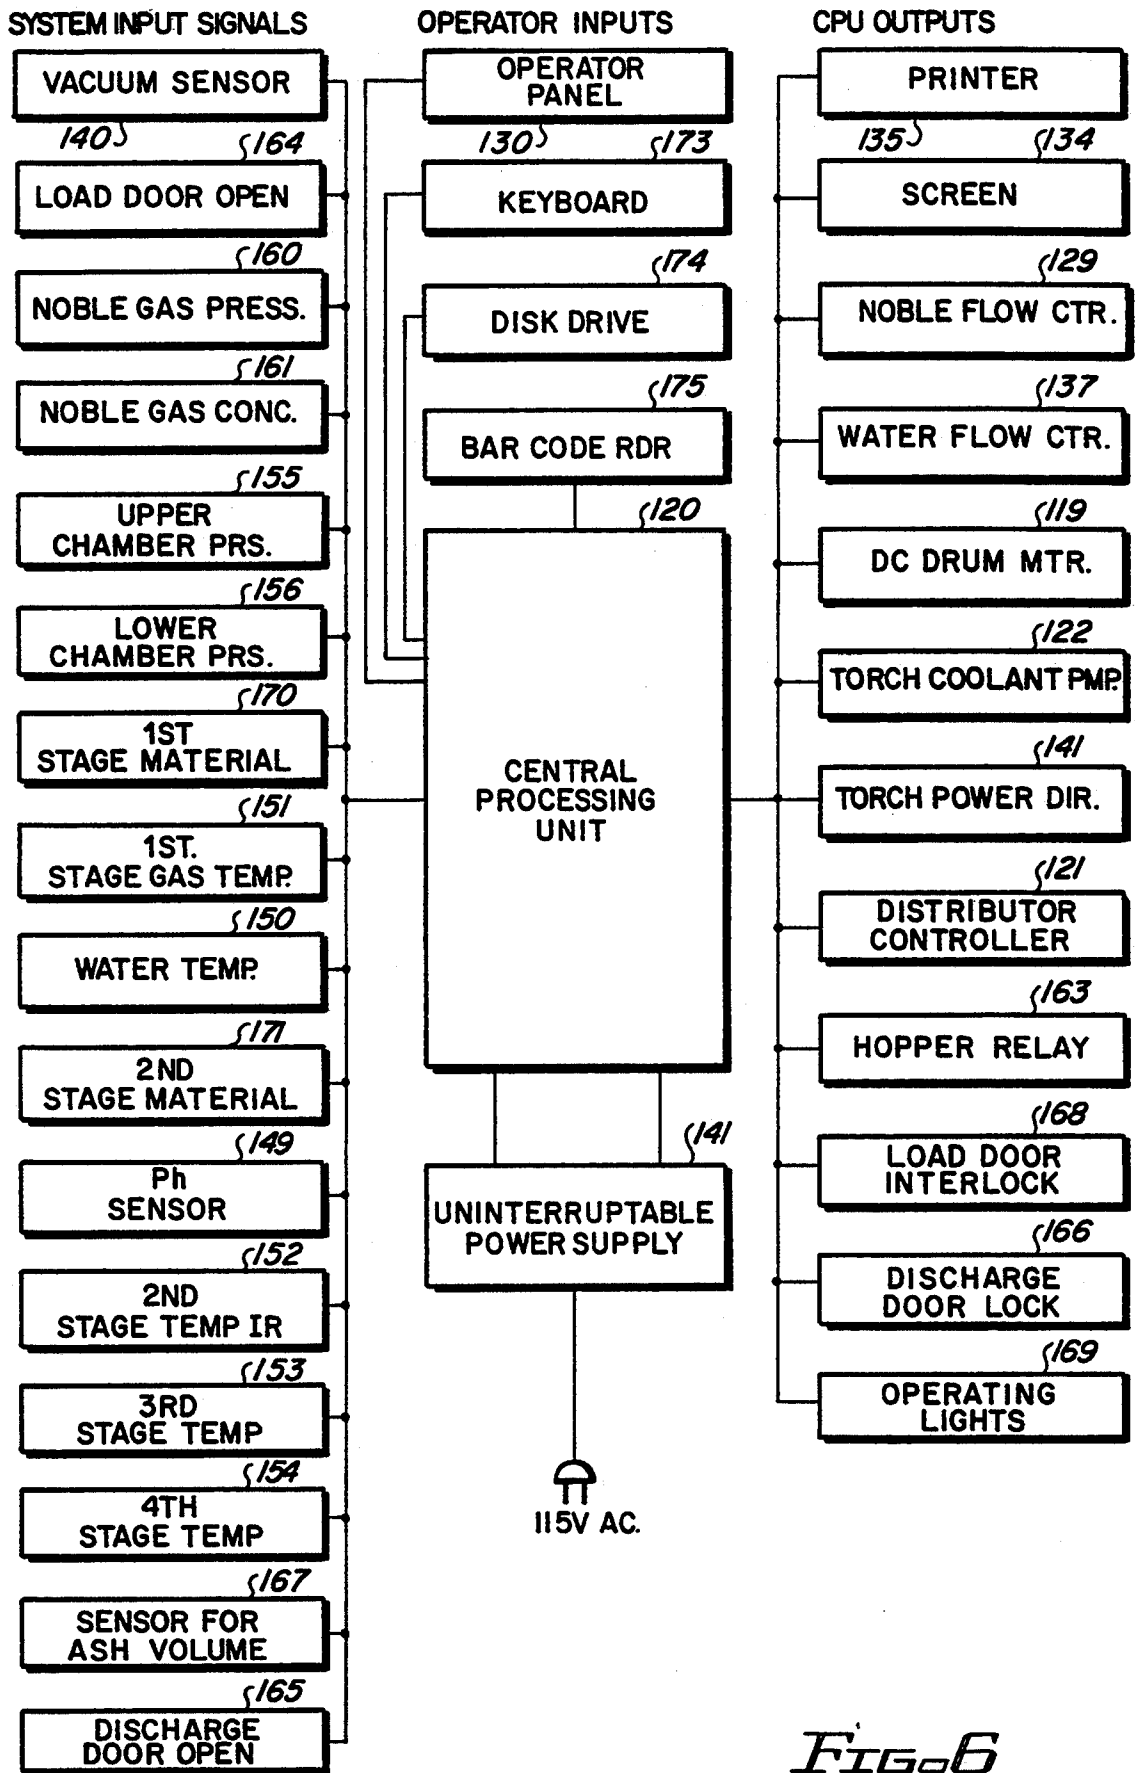 SYSTEM INPUT SIGNALS
VACUUM SENSOR
140
164
LOAD DOOR OPEN
160
NOBLE GAS PRESS.
161
NOBLE GAS CONC.
155
UPPER
CHAMBER PRS.
156
LOWER
CHAMBER PRS.
170
1ST
STAGE MATERIAL
151
1ST.
STAGE GAS TEMP.
150
WATER TEMP.
171
2ND
STAGE MATERIAL
149
Ph
SENSOR
152
2ND
STAGE TEMP IR
153
3RD
STAGE TEMP
154
4TH
STAGE TEMP
167
SENSOR FOR
ASH VOLUME
165
DISCHARGE
DOOR OPEN
OPERATOR INPUTS
OPERATOR
PANEL
130
173
KEYBOARD
174
DISK DRIVE
175
BAR CODE RDR
120
CENTRAL
PROCESSING
UNIT
141
UNINTERRUPTABLE
POWER SUPPLY
115V AC.
CPU OUTPUTS
PRINTER
135
134
SCREEN
129
NOBLE FLOW CTR.
137
WATER FLOW CTR.
119
DC DRUM MTR.
122
TORCH COOLANT PMP.
141
TORCH POWER DIR.
121
DISTRIBUTOR
CONTROLLER
163
HOPPER RELAY
168
LOAD DOOR
INTERLOCK
166
DISCHARGE
DOOR LOCK
169
OPERATING
LIGHTS
FIG. 6